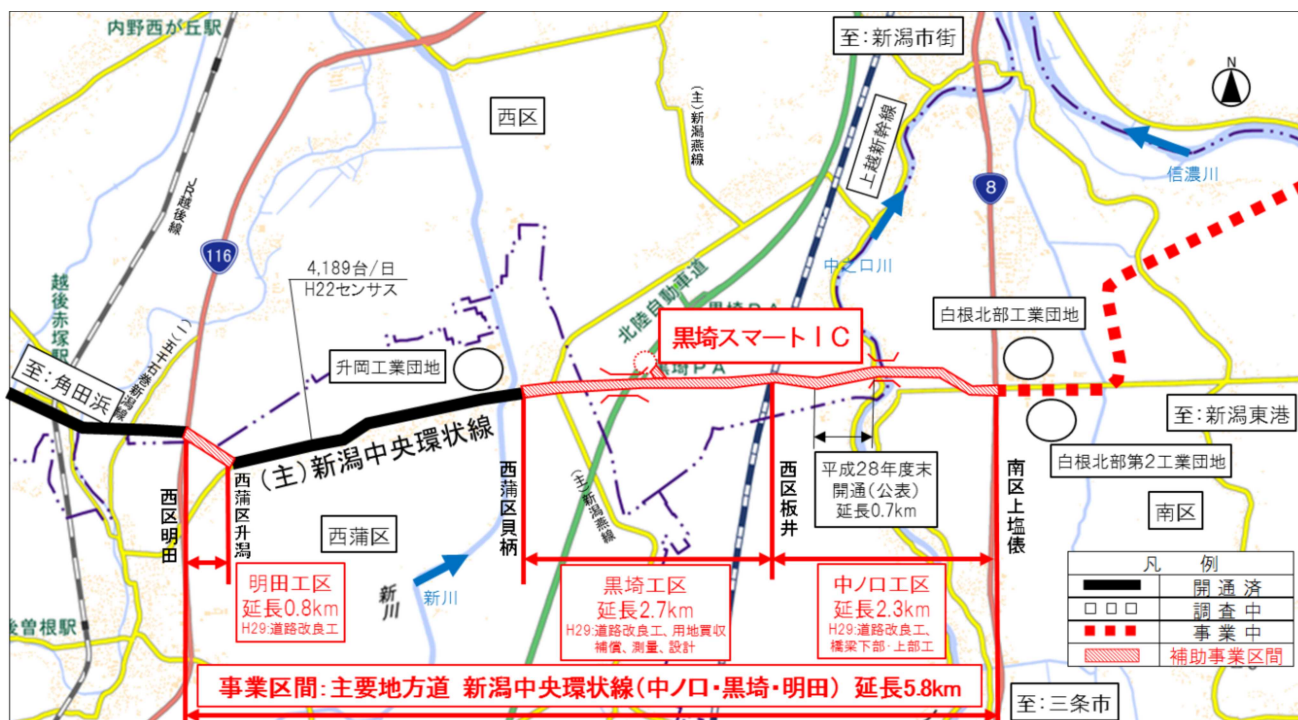 内野西が丘駅
至:新潟市街
N
西区
(主)新潟燕線
上越新幹線
8
信濃川
JR越後線
116
4,189台/日
H22センサス
中之口川
北陸自動車道
越後赤塚駅
(一)五千石巻新潟線
黒埼スマートIC
黒埼PA
白根北部工業団地
升岡工業団地
至:角田浜
(主)新潟中央環状線
至:新潟東港
白根北部第2工業団地
西区明田
西蒲区升潟
西蒲区貝柄
(主)新潟燕線
西区板井
平成28年度末
開通(公表)
延長0.7km
南区上塩俵
南区
西蒲区
新川
新川
明田工区
延長0.8km
H29:道路改良工
黒埼工区
延長2.7km
H29:道路改良工、用地買収
補償、測量、設計
中ノ口工区
延長2.3km
H29:道路改良工、
橋梁下部・上部工
凡 例
開通済
調査中
事業中
補助事業区間
後曽根駅
事業区間:主要地方道 新潟中央環状線(中ノ口・黒埼・明田) 延長5.8km
至:三条市